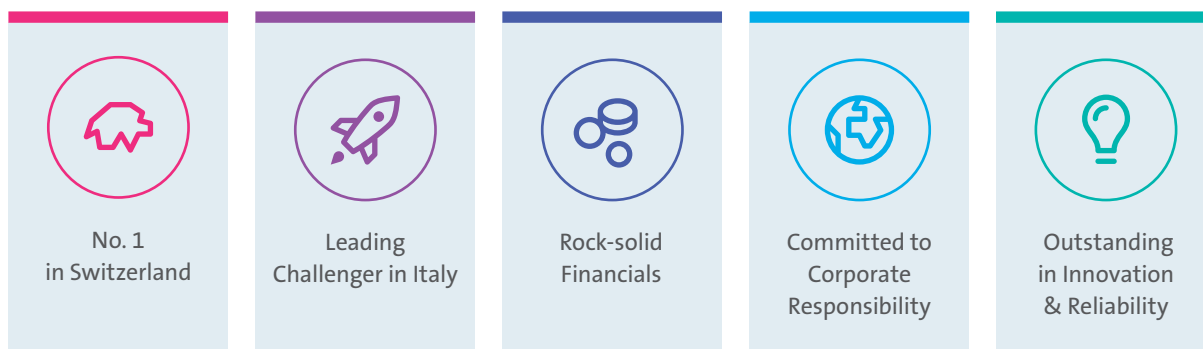 No. 1
in Switzerland
Leading
Challenger in Italy
Rock-solid
Financials
Committed to
Corporate
Responsibility
Outstanding
in Innovation
& Reliability